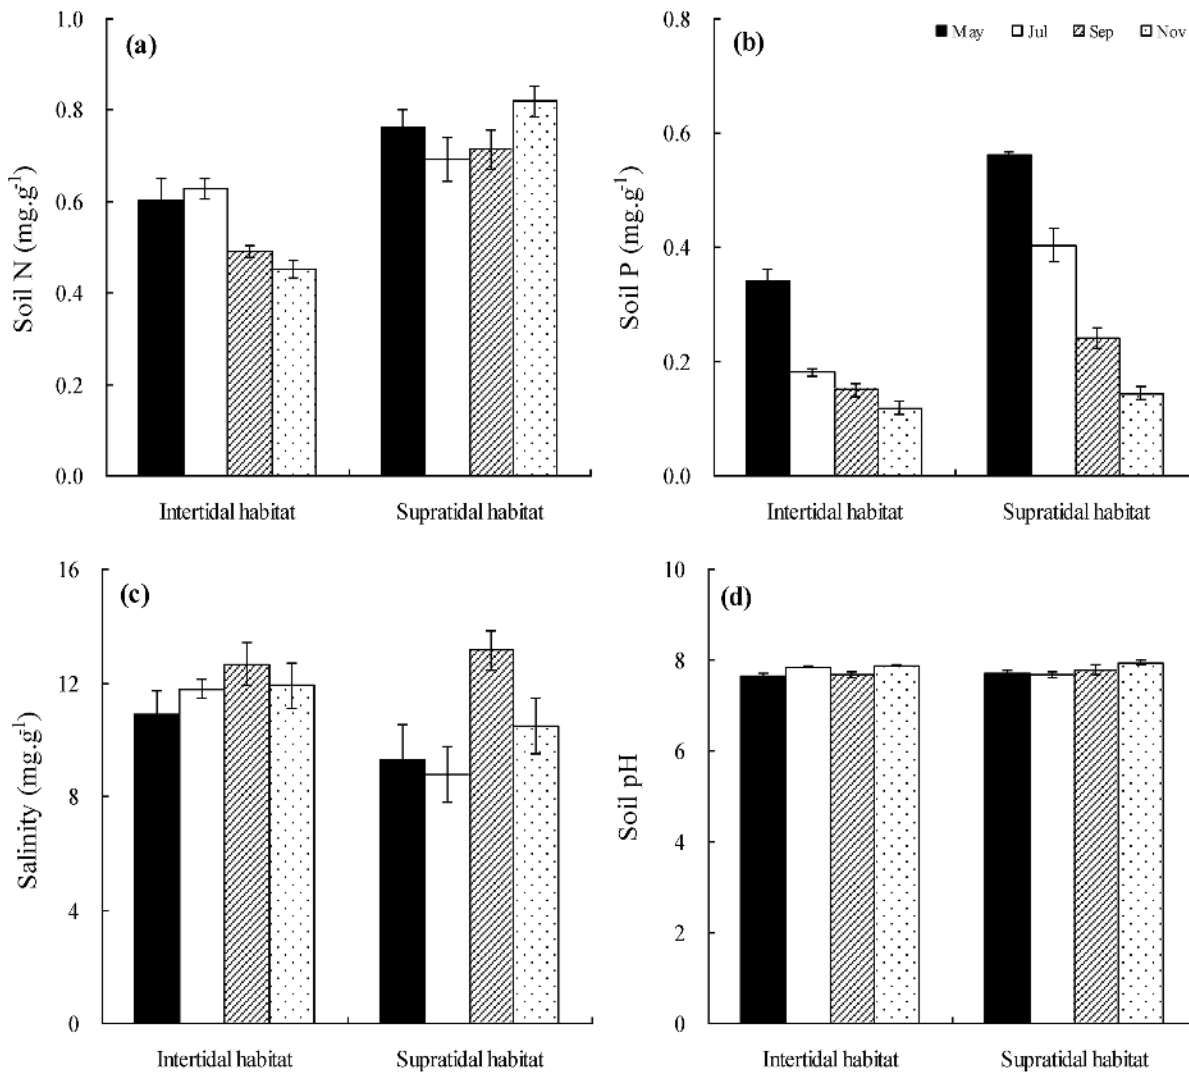 (a)
Soil N (mg.g-1)
1.0
0.8
0.6
0.4
0.2
0.0
Intertidal habitat Supratidal habitat
(b)
May Jul Sep Nov
Soil P (mg.g-1)
0.8
0.6
0.4
0.2
0.0
Intertidal habitat Supratidal habitat
(c)
Salinity (mg.g-1)
16
12
8
4
0
Intertidal habitat Supratidal habitat
(d)
Soil pH
10
8
6
4
2
0
Intertidal habitat Supratidal habitat